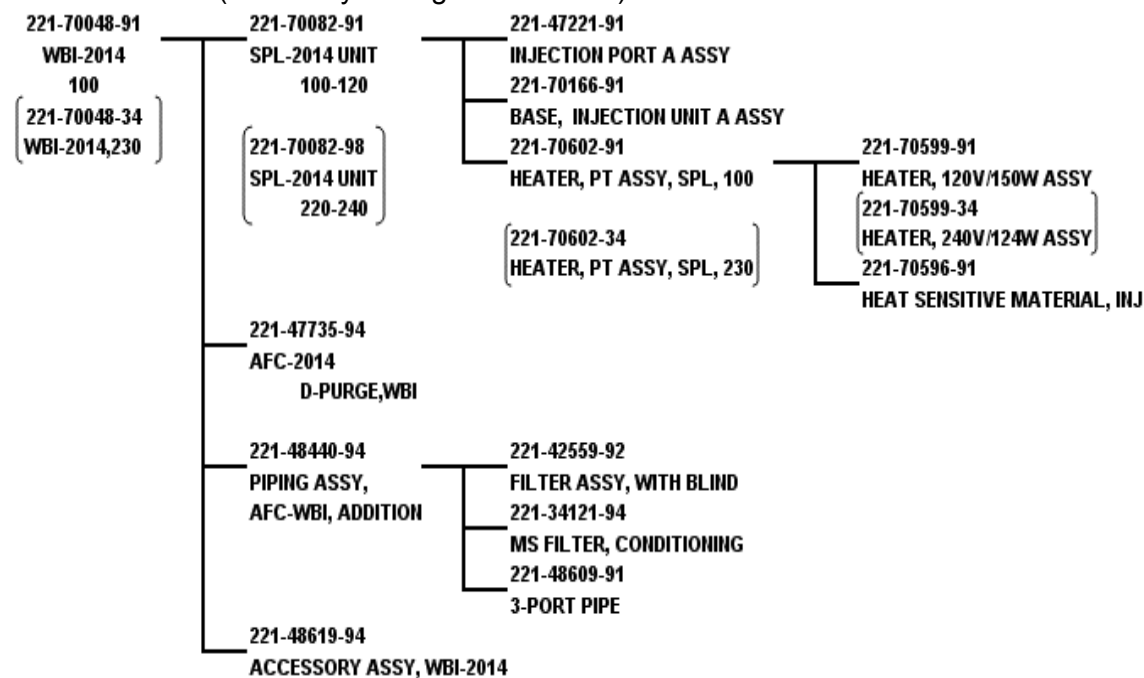 221-70048-91
WBI-2014
100
221-70048-34
WBI-2014,230
221-70082-91
SPL-2014 UNIT
100-120
221-70082-98
SPL-2014 UNIT
220-240
221-47221-91
INJECTION PORT A ASSY
221-70166-91
BASE, INJECTION UNIT A ASSY
221-70602-91
HEATER, PT ASSY, SPL, 100
221-70602-34
HEATER, PT ASSY, SPL, 230
221-70599-91
HEATER, 120V/150W ASSY
221-70599-34
HEATER, 240V/124W ASSY
221-70596-91
HEAT SENSITIVE MATERIAL, INJ
221-47735-94
AFC-2014
D-PURGE,WBI
221-48440-94
PIPING ASSY,
AFC-WBI, ADDITION
221-42559-92
FILTER ASSY, WITH BLIND
221-34121-94
MS FILTER, CONDITIONING
221-48609-91
3-PORT PIPE
221-48619-94
ACCESSORY ASSY, WBI-2014